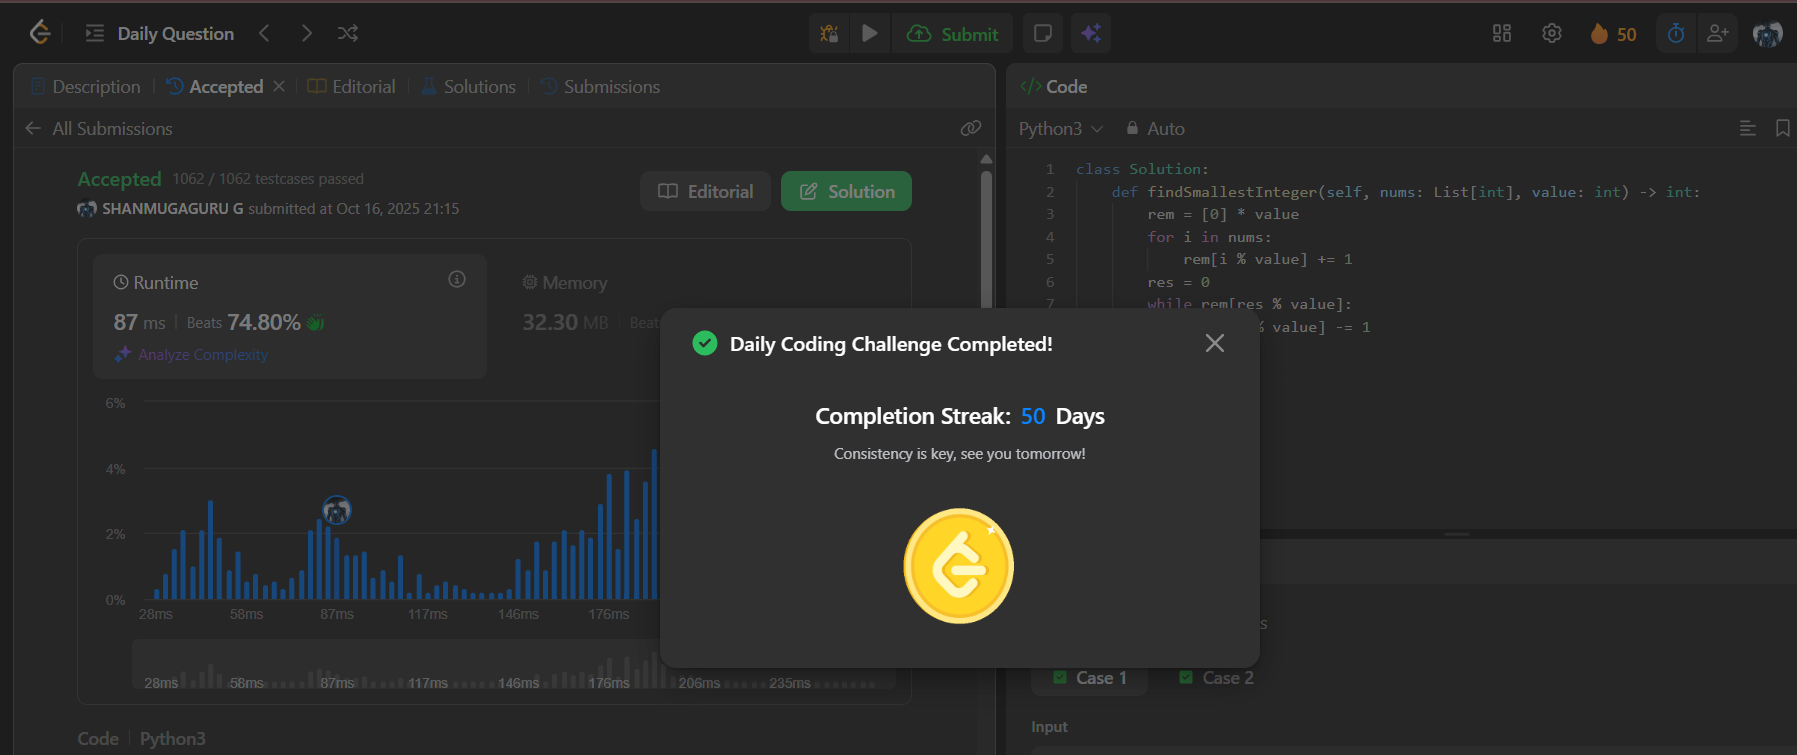 Daily Question
Submit
50
Description
Accepted
Editorial
Solutions
Submissions
All Submissions
Accepted 1062 / 1062 testcases passed
SHANMUGAGURU G submitted at Oct 16, 2025 21:15
Editorial
Solution
Runtime
87 ms | Beats 74.80%
Analyze Complexity
Memory
32.30 MB | Beats
6%
4%
2%
0%
28ms 58ms 87ms 117ms 146ms 176ms
28ms 58ms 87ms 117ms 146ms 176ms 206ms 235ms
Code | Python3
</> Code
Python3 Auto
1 class Solution:
2 def findSmallestInteger(self, nums: List[int], value: int) -> int:
3 rem = [0] * value
4 for i in nums:
5 rem[i % value] += 1
6 res = 0
7 while rem[res % value]:
% value] -= 1
Daily Coding Challenge Completed!
Completion Streak: 50 Days
Consistency is key, see you tomorrow!
s
Case 1
Case 2
Input